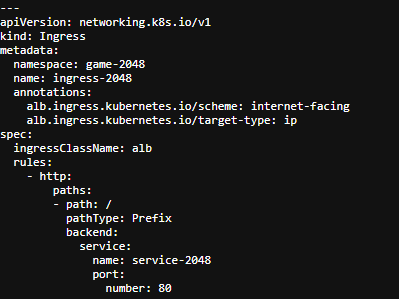 ---
apiVersion: networking.k8s.io/v1
kind: Ingress
metadata:
  namespace: game-2048
  name: ingress-2048
  annotations:
    alb.ingress.kubernetes.io/scheme: internet-facing
    alb.ingress.kubernetes.io/target-type: ip
spec:
  ingressClassName: alb
  rules:
    - http:
        paths:
        - path: /
          pathType: Prefix
          backend:
            service:
              name: service-2048
              port:
                number: 80